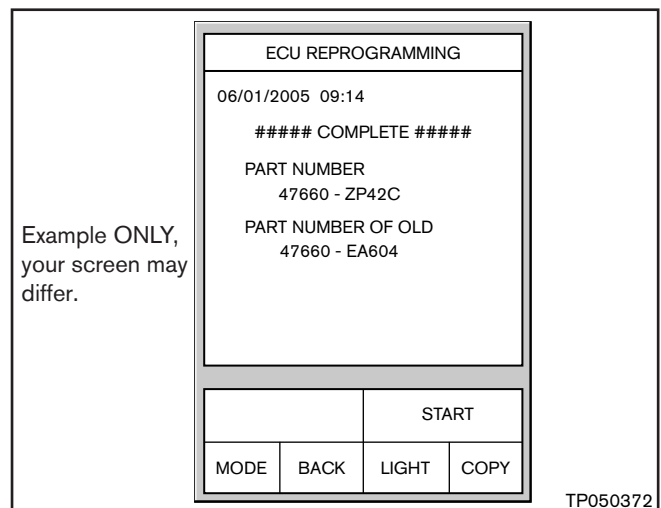 ECU REPROGRAMMING
06/01/2005 09:14
##### COMPLETE #####
PART NUMBER
47660 - ZP42C
PART NUMBER OF OLD
47660 - EA604
Example ONLY,
your screen may
differ.
START
MODE BACK LIGHT COPY
TP050372